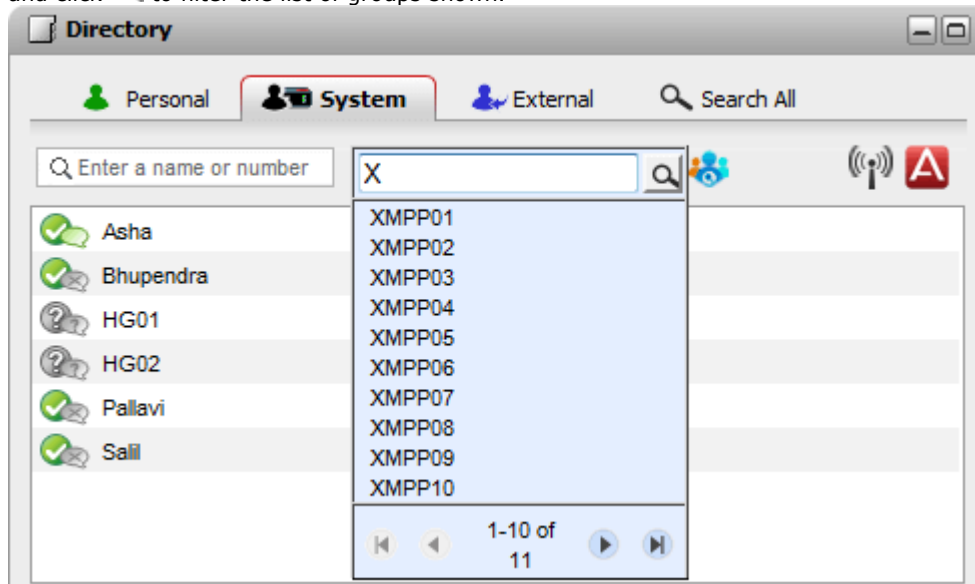 Directory
Personal System External Search All
Enter a name or number X
XMPP01
Asha
XMPP02
Bhupendra
XMPP03
HG01
XMPP04
XMPP05
HG02
XMPP06
Pallavi
XMPP07
XMPP08
Salil
XMPP09
XMPP10
1-10 of
11